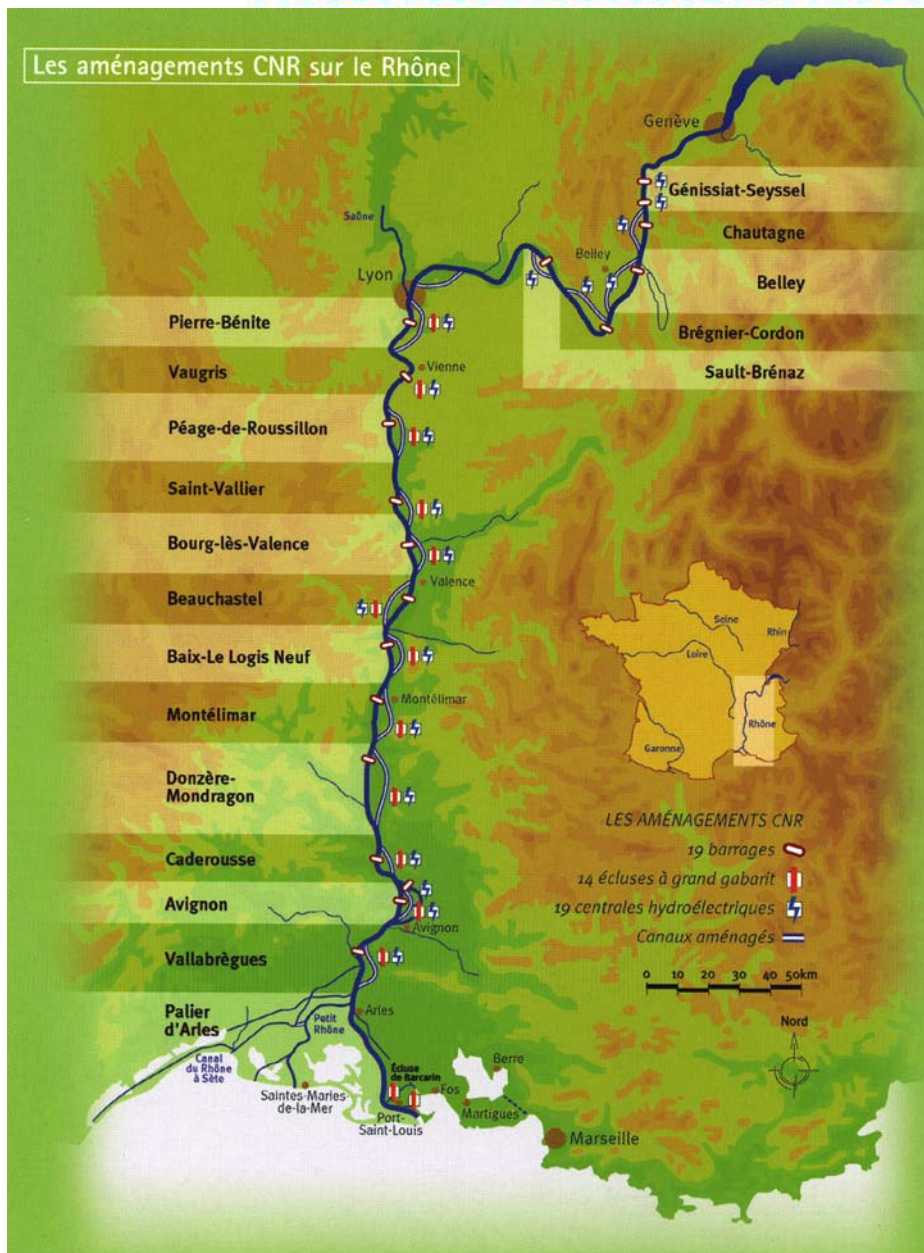 Les aménagements CNR sur le Rhône
Genève
Génissiat-Seyssel
Chautagne
Belley
Belley
Brégnier-Cordon
Sault-Brénaz
Saône
Lyon
Pierre-Bénite
Vienne
Vaugris
Péage-de-Roussillon
Saint-Vallier
Bourg-lès-Valence
Valence
Beauchastel
Baix-Le Logis Neuf
Montélimar
Montélimar
Donzère-
Mondragon
Caderousse
Avignon
Avignon
Vallabrègues
Palier
d'Arles
Arles
Petit
Rhône
Canal
du Rhône
à Sète
Saintes-Maries-
de-la-Mer
Écluse
de Barcarin
Port-
Saint-Louis
Fos
Berre
Martigues
Marseille
Seine
Rhin
Loire
Rhône
Garonne
LES AMÉNAGEMENTS CNR
19 barrages
14 écluses à grand gabarit
19 centrales hydroélectriques
Canaux aménagés
0 10 20 30 40 50km
Nord